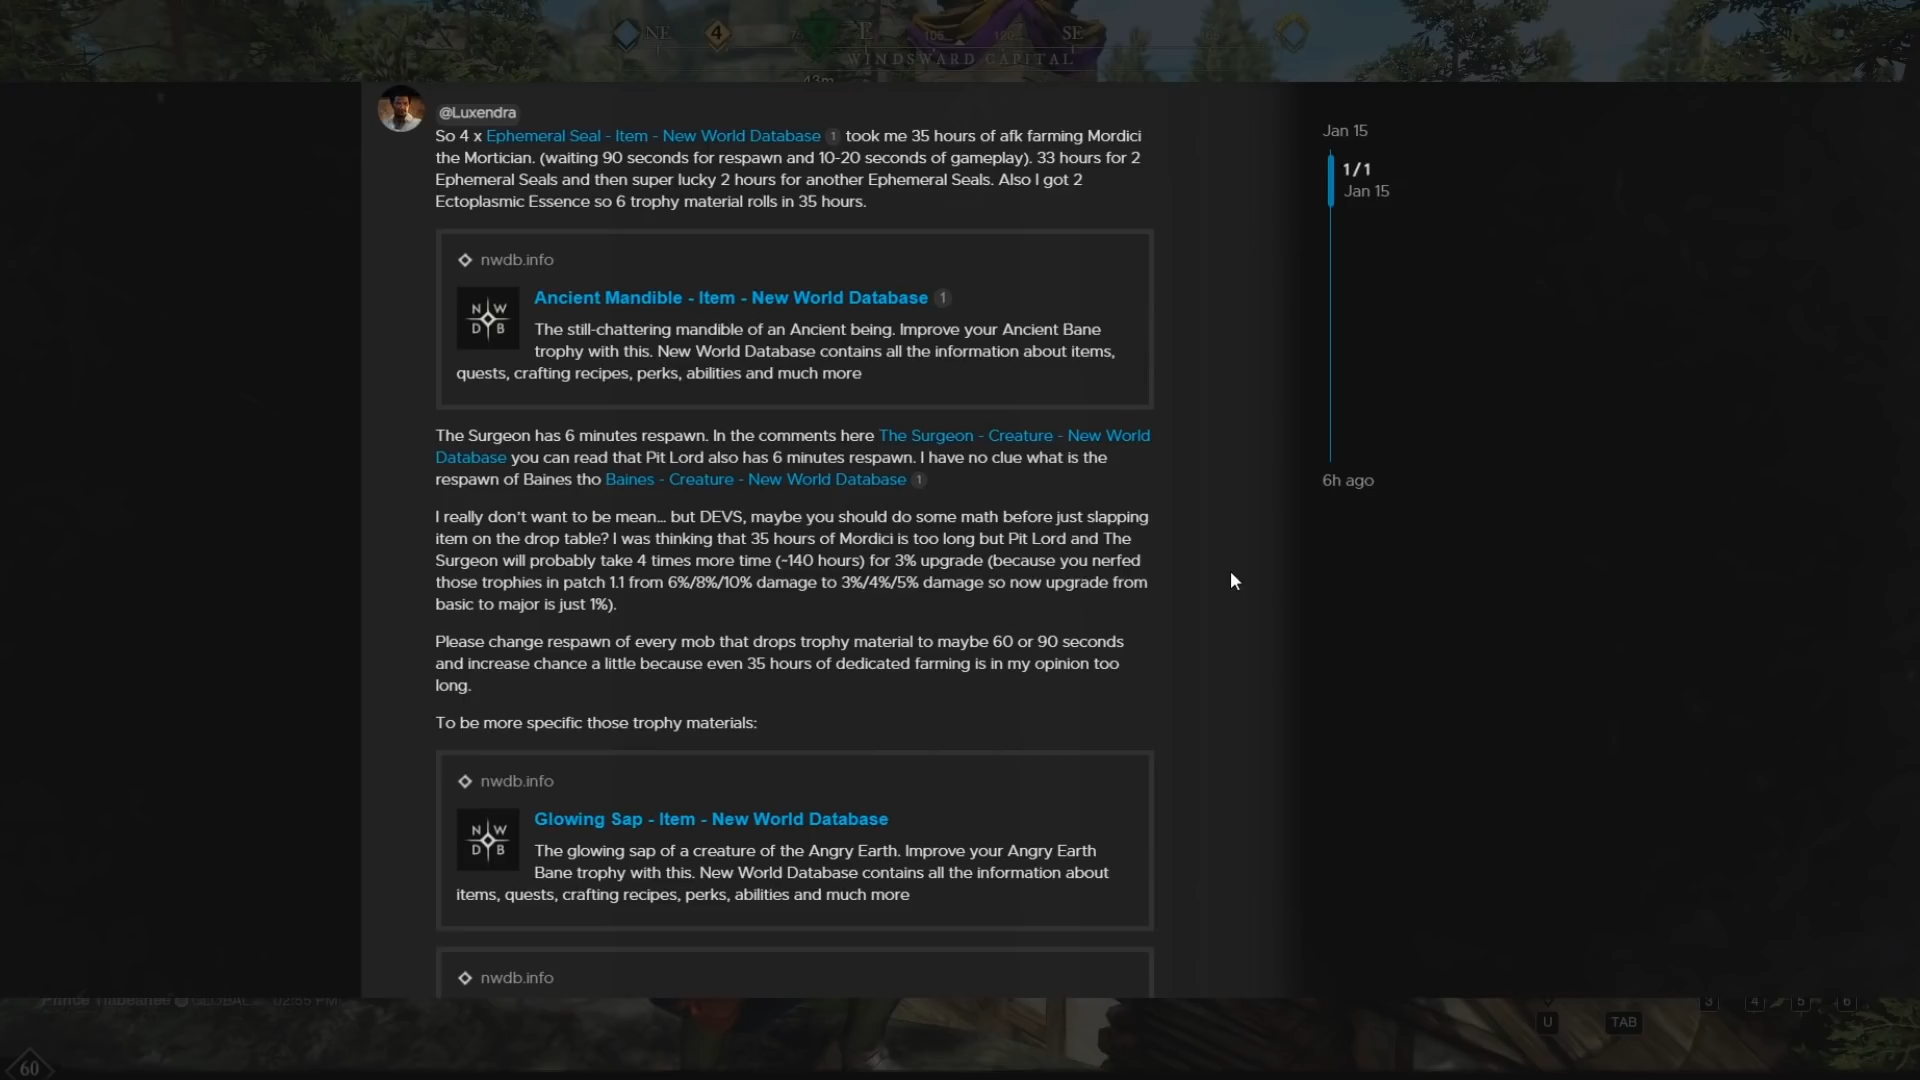 NE
4
E
105
120
SE
WINDSWARD CAPITAL
43m
@Luxendra
So 4 x Ephemeral Seal - Item - New World Database 1 took me 35 hours of afk farming Mordici
the Mortician. (waiting 90 seconds for respawn and 10-20 seconds of gameplay). 33 hours for 2
Ephemeral Seals and then super lucky 2 hours for another Ephemeral Seals. Also I got 2
Ectoplasmic Essence so 6 trophy material rolls in 35 hours.
nwdb.info
NW
DB
Ancient Mandible - Item - New World Database 1
The still-chattering mandible of an Ancient being. Improve your Ancient Bane
trophy with this. New World Database contains all the information about items,
quests, crafting recipes, perks, abilities and much more
The Surgeon has 6 minutes respawn. In the comments here The Surgeon - Creature - New World
Database you can read that Pit Lord also has 6 minutes respawn. I have no clue what is the
respawn of Baines tho Baines - Creature - New World Database 1
I really don't want to be mean… but DEVS, maybe you should do some math before just slapping
item on the drop table? I was thinking that 35 hours of Mordici is too long but Pit Lord and The
Surgeon will probably take 4 times more time (~140 hours) for 3% upgrade (because you nerfed
those trophies in patch 1.1 from 6%/8%/10% damage to 3%/4%/5% damage so now upgrade from
basic to major is just 1%).
Please change respawn of every mob that drops trophy material to maybe 60 or 90 seconds
and increase chance a little because even 35 hours of dedicated farming is in my opinion too
long.
To be more specific those trophy materials:
nwdb.info
NW
DB
Glowing Sap - Item - New World Database
The glowing sap of a creature of the Angry Earth. Improve your Angry Earth
Bane trophy with this. New World Database contains all the information about
items, quests, crafting recipes, perks, abilities and much more
nwdb.info
Jan 15
1/1
Jan 15
6h ago
GLOBAL 02:55 PM
3 4 5 6
U TAB
60